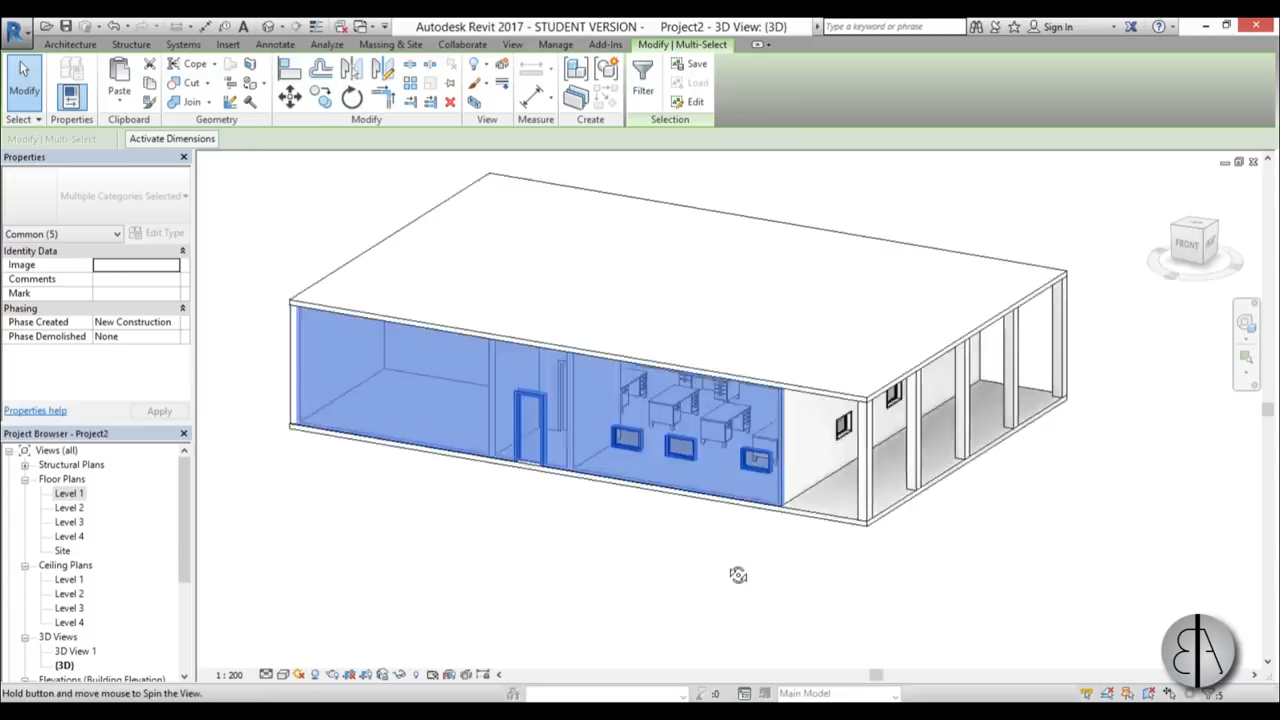 Autodesk Revit 2017 - STUDENT VERSION - Project2 - 3D View: {3D}
Type a keyword or phrase
Sign In
Architecture Structure Systems Insert Annotate Analyze Massing & Site Collaborate View Manage Add-Ins Modify | Multi-Select
Cope Save
Cut Load
Modify Paste Join Filter Edit
Select Properties Clipboard Geometry Modify View Measure Create Selection
Modify | Multi-Select Activate Dimensions
Properties
Multiple Categories Selected
Common (5) Edit Type
Identity Data
Image
Comments
Mark
Phasing
Phase Created New Construction
Phase Demolished None
Properties help Apply
Project Browser - Project2
Views (all)
Structural Plans
Floor Plans
Level 1
Level 2
Level 3
Level 4
Site
Ceiling Plans
Level 1
Level 2
Level 3
Level 4
3D Views
3D View 1
{3D}
Elevations (Building Elevation)
FRONT
1 : 200
Hold button and move mouse to Spin the View.
:0
Main Model
:5